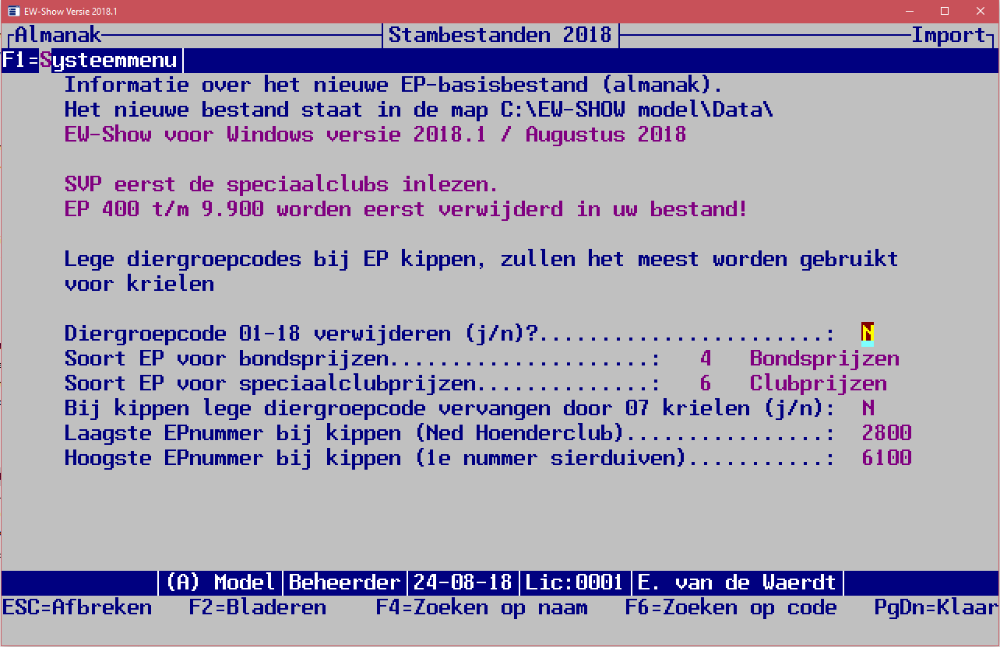 EW-Show Versie 2018.1
Almanak Stambestanden 2018 Import
F1=Systeemmenu
Informatie over het nieuwe EP-basisbestand (almanak).
Het nieuwe bestand staat in de map C:\EW-SHOW model\Data\
EW-Show voor Windows versie 2018.1 / Augustus 2018
SVP eerst de speciaalclubs inlezen.
EP 400 t/m 9.900 worden eerst verwijderd in uw bestand!
Lege diergroepcodes bij EP kippen, zullen het meest worden gebruikt
voor krielen
Diergroepcode 01-18 verwijderen (j/n)?.......................: N
Soort EP voor bondsprijzen.....................: 4 Bondsprijzen
Soort EP voor speciaalclubprijzen..............: 6 Clubprijzen
Bij kippen lege diergroepcode vervangen door 07 krielen (j/n): N
Laagste EPnummer bij kippen (Ned Hoenderclub)................: 2800
Hoogste EPnummer bij kippen (1e nummer sierduiven)...........: 6100
(A) Model Beheerder 24-08-18 Lic:0001 E. van de Waerdt
ESC=Afbreken F2=Bladeren F4=Zoeken op naam F6=Zoeken op code PgDn=Klaar